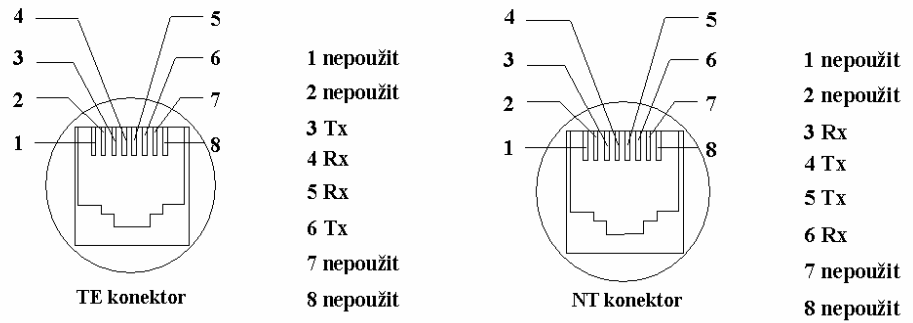 4
5
3
6
2
7
1
8
TE konektor
1 nepoužit
2 nepoužit
3 Tx
4 Rx
5 Rx
6 Tx
7 nepoužit
8 nepoužit
4
5
3
6
2
7
1
8
NT konektor
1 nepoužit
2 nepoužit
3 Rx
4 Tx
5 Tx
6 Rx
7 nepoužit
8 nepoužit